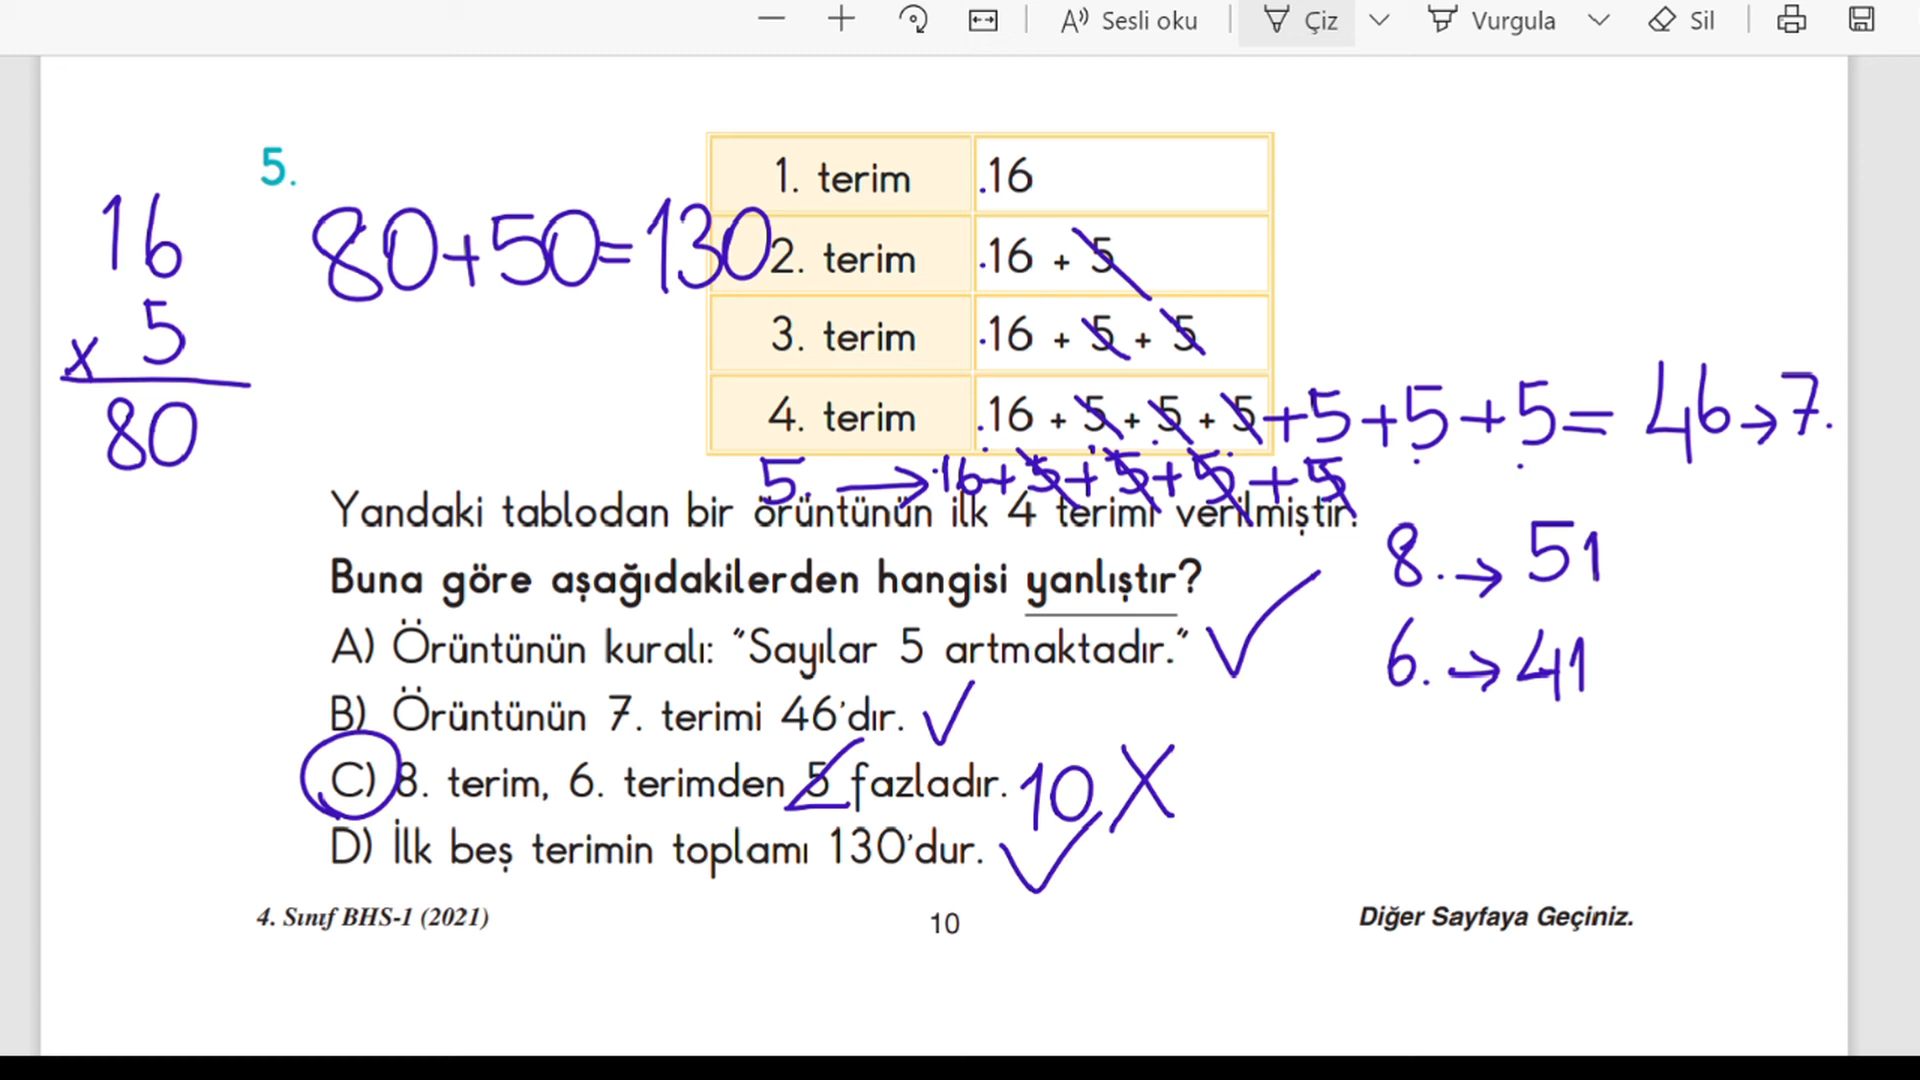 Sesli oku Çiz Vurgula Sil
5.
16
x 5
80
80+50=130
1. terim 16
2. terim 16 + 5
3. terim 16 + 5 + 5
4. terim 16 + 5 + 5 + 5 +5+5+5= 46→7.
5. → 16+5+5+5+5
Yandaki tablodan bir örüntünün ilk 4 terimi verilmiştir.
8. → 51
Buna göre aşağıdakilerden hangisi yanlıştır?
6. → 41
A) Örüntünün kuralı: "Sayılar 5 artmaktadır."
B) Örüntünün 7. terimi 46'dır.
C) 8. terim, 6. terimden 5 fazladır. 10 X
D) İlk beş terimin toplamı 130'dur.
4. Sınıf BHS-1 (2021) 10 Diğer Sayfaya Geçiniz.